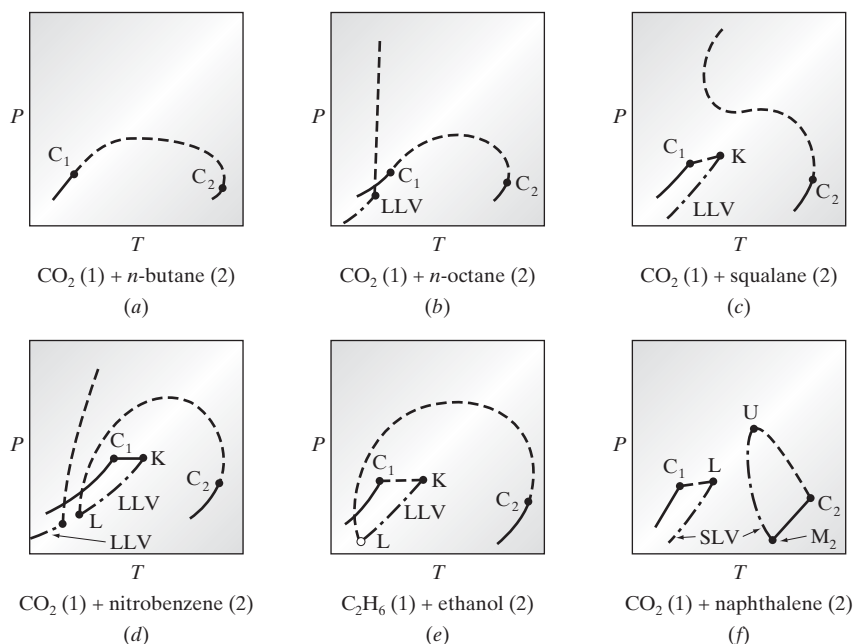 P
C₁
C₂
T
CO₂ (1) + n-butane (2)
(a)
P
C₁
LLV
C₂
T
CO₂ (1) + n-octane (2)
(b)
P
C₁
K
LLV
C₂
T
CO₂ (1) + squalane (2)
(c)
P
C₁
K
LLV
L
C₂
LLV
T
CO₂ (1) + nitrobenzene (2)
(d)
P
C₁
K
LLV
C₂
L
T
C₂H₆ (1) + ethanol (2)
(e)
P
U
C₁
L
C₂
SLV
M₂
T
CO₂ (1) + naphthalene (2)
(f)